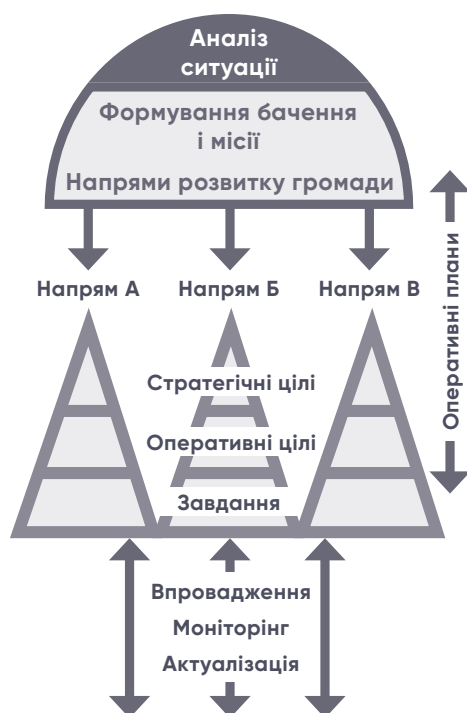 Аналіз
ситуації
Формування бачення
і місії
Напрями розвитку громади
Напрям А
Напрям Б
Напрям В
Оперативні плани
Стратегічні цілі
Оперативні цілі
Завдання
Впровадження
Моніторінг
Актуалізація